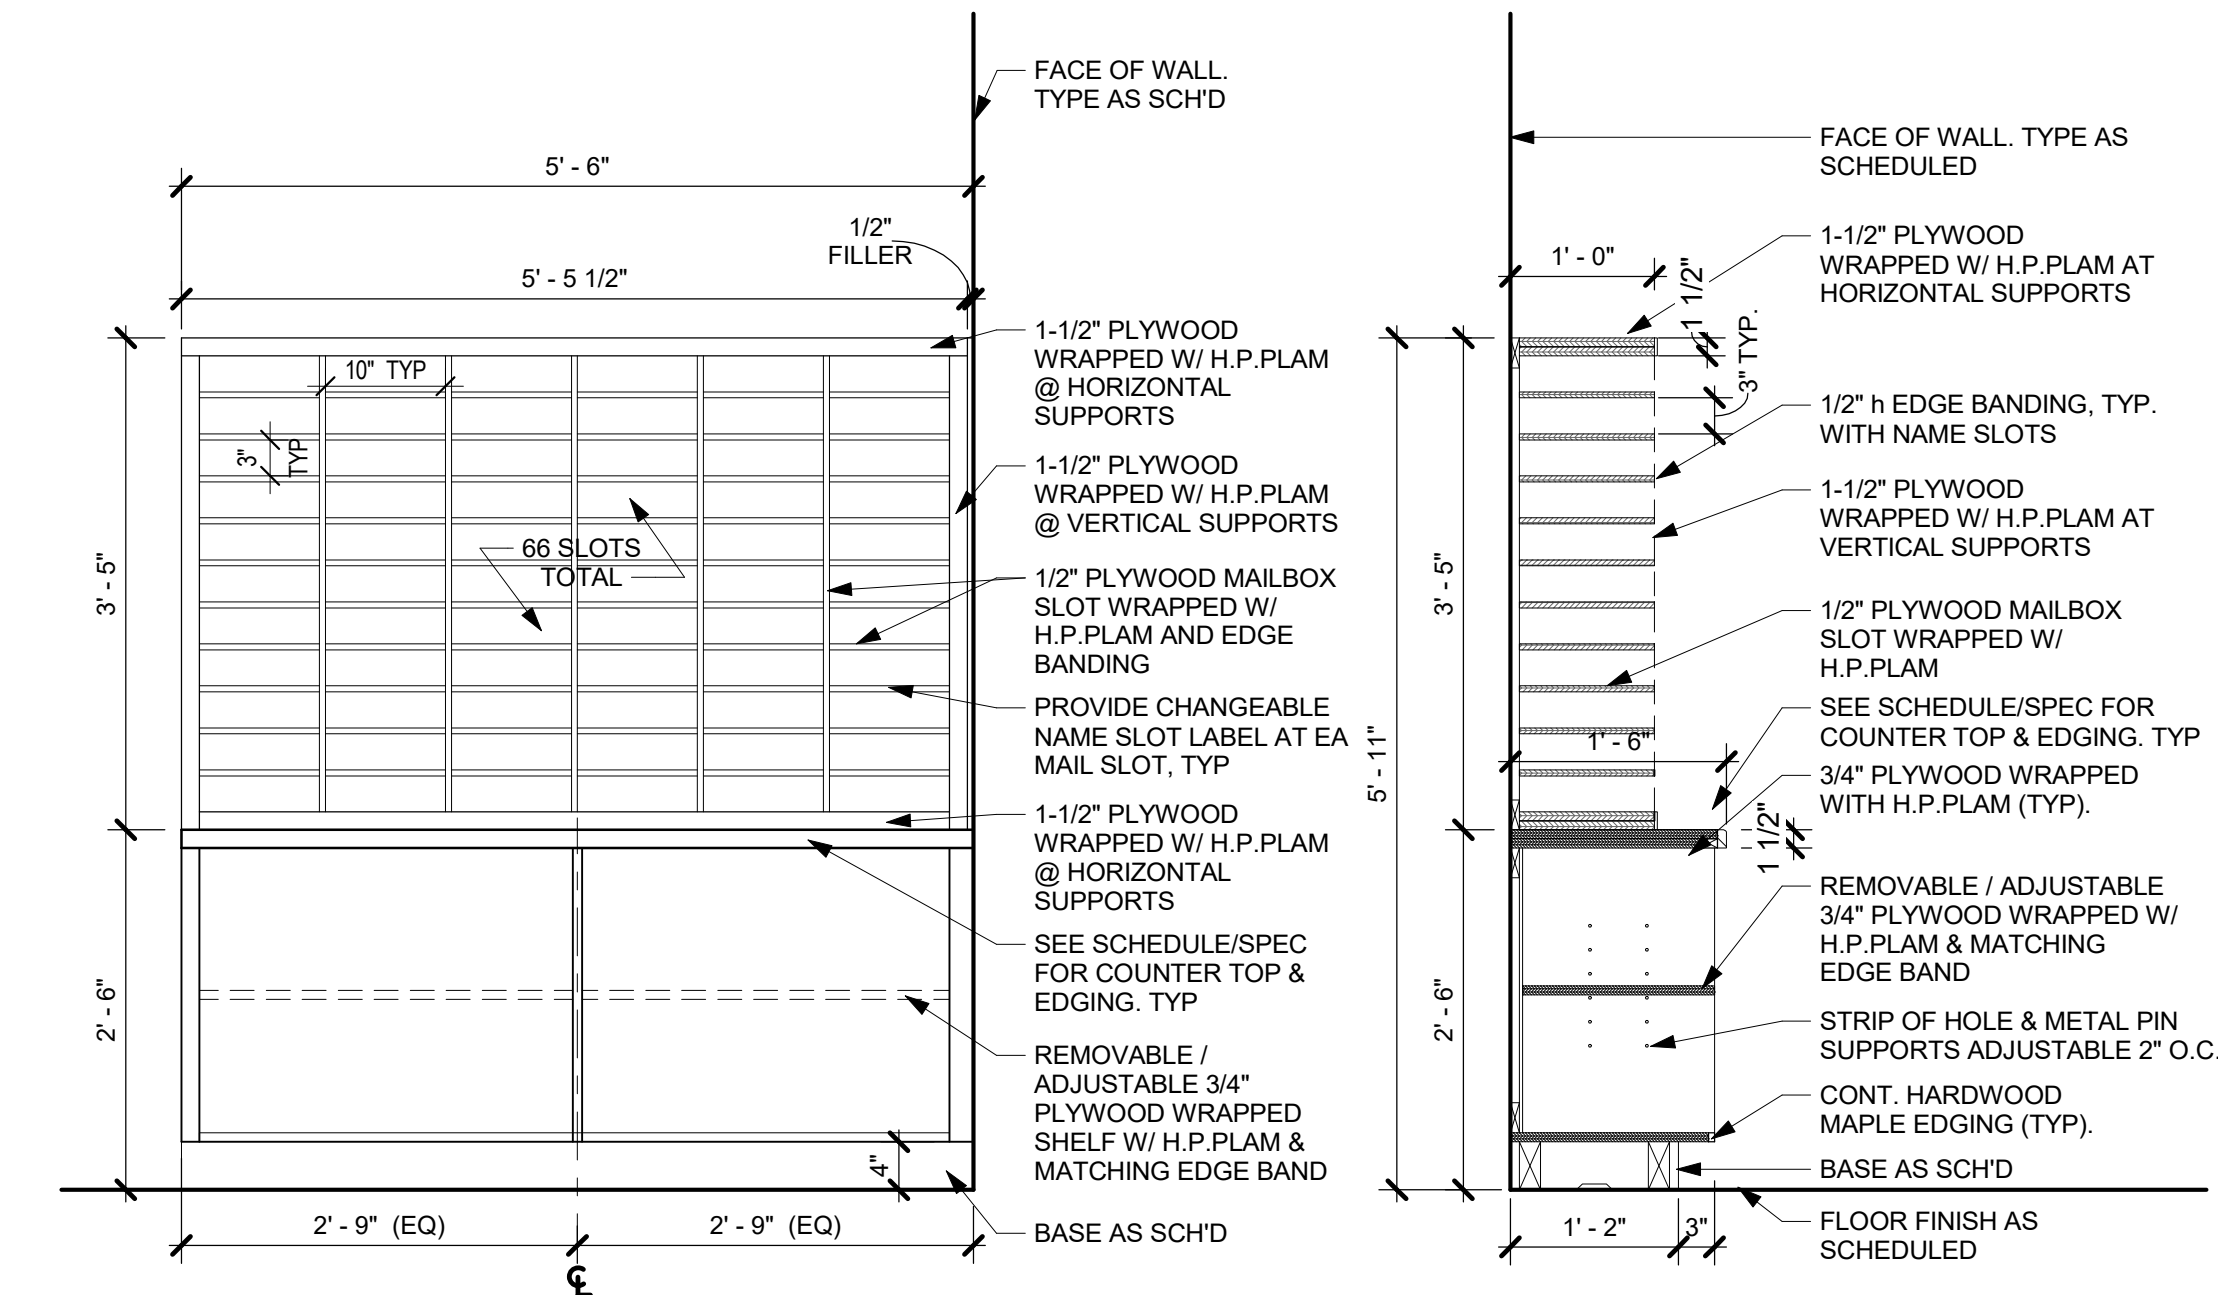 FACE OF WALL.
TYPE AS SCH'D
5' - 6"
1/2"
FILLER
5' - 5 1/2"
1-1/2" PLYWOOD
WRAPPED W/ H.P.PLAM
@ HORIZONTAL
SUPPORTS
10" TYP
3"
TYP
1-1/2" PLYWOOD
WRAPPED W/ H.P.PLAM
@ VERTICAL SUPPORTS
66 SLOTS
TOTAL
3' - 5"
1/2" PLYWOOD MAILBOX
SLOT WRAPPED W/
H.P.PLAM AND EDGE
BANDING
PROVIDE CHANGEABLE
NAME SLOT LABEL AT EA
MAIL SLOT, TYP
1-1/2" PLYWOOD
WRAPPED W/ H.P.PLAM
@ HORIZONTAL
SUPPORTS
SEE SCHEDULE/SPEC
FOR COUNTER TOP &
EDGING. TYP
2' - 6"
REMOVABLE /
ADJUSTABLE 3/4"
PLYWOOD WRAPPED
SHELF W/ H.P.PLAM &
MATCHING EDGE BAND
4"
BASE AS SCH'D
2' - 9" (EQ)
2' - 9" (EQ)
FACE OF WALL. TYPE AS
SCHEDULED
1' - 0"
1 1/2"
3" TYP.
1-1/2" PLYWOOD
WRAPPED W/ H.P.PLAM AT
HORIZONTAL SUPPORTS
1/2" h EDGE BANDING, TYP.
WITH NAME SLOTS
1-1/2" PLYWOOD
WRAPPED W/ H.P.PLAM AT
VERTICAL SUPPORTS
3' - 5"
1/2" PLYWOOD MAILBOX
SLOT WRAPPED W/
H.P.PLAM
5' - 11"
1' - 6"
SEE SCHEDULE/SPEC FOR
COUNTER TOP & EDGING. TYP
3/4" PLYWOOD WRAPPED
WITH H.P.PLAM (TYP).
1 1/2"
REMOVABLE / ADJUSTABLE
3/4" PLYWOOD WRAPPED W/
H.P.PLAM & MATCHING
EDGE BAND
2' - 6"
STRIP OF HOLE & METAL PIN
SUPPORTS ADJUSTABLE 2" O.C.
CONT. HARDWOOD
MAPLE EDGING (TYP).
BASE AS SCH'D
1' - 2"
3"
FLOOR FINISH AS
SCHEDULED